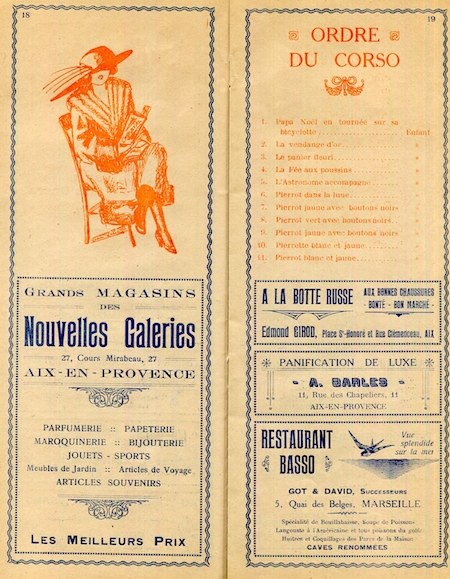 18
GRANDS MAGASINS
DES
Nouvelles Galeries
27, Cours Mirabeau, 27
AIX-EN-PROVENCE
PARFUMERIE :: PAPETERIE
MAROQUINERIE :: BIJOUTERIE
JOUETS - SPORTS
Meubles de Jardin :: Articles de Voyage
ARTICLES SOUVENIRS
LES MEILLEURS PRIX
19
ORDRE
DU CORSO
1. Papa Noël en tournée sur sa
bicyclette .......... Enfant
2. La vendange d'or .......... »
3. Le panier fleuri .......... »
4. La Fée aux poussins .......... »
5. L'Astronome accompagne .......... »
6. Pierrot dans la lune .......... »
7. Pierrot jaune avec boutons noirs »
8. Pierrot vert avec boutons noirs . »
9. Pierrot jaune avec boutons noirs »
10. Pierrette blanc et jaune .......... »
11. Pierrot blanc et jaune .......... »
A LA BOTTE RUSSE
AUX BONNES CHAUSSURES
- BONTÉ - BON MARCHÉ -
Edmond GIROD, Place St-Honoré et Rue Clémenceau, AIX
PANIFICATION DE LUXE
- A. BARLES -
11, Rue des Chapeliers, 11
AIX-EN-PROVENCE
RESTAURANT
BASSO
Vue
splendide
sur la mer
GOT & DAVID, SUCCESSEURS
5, Quai des Belges, MARSEILLE
Spécialité de Bouillabaisse, Soupe de Poissons
Langouste à l'Américaine et tous poissons du golfe
Huîtres et Coquillages des Parcs de la Maison
CAVES RENOMMÉES